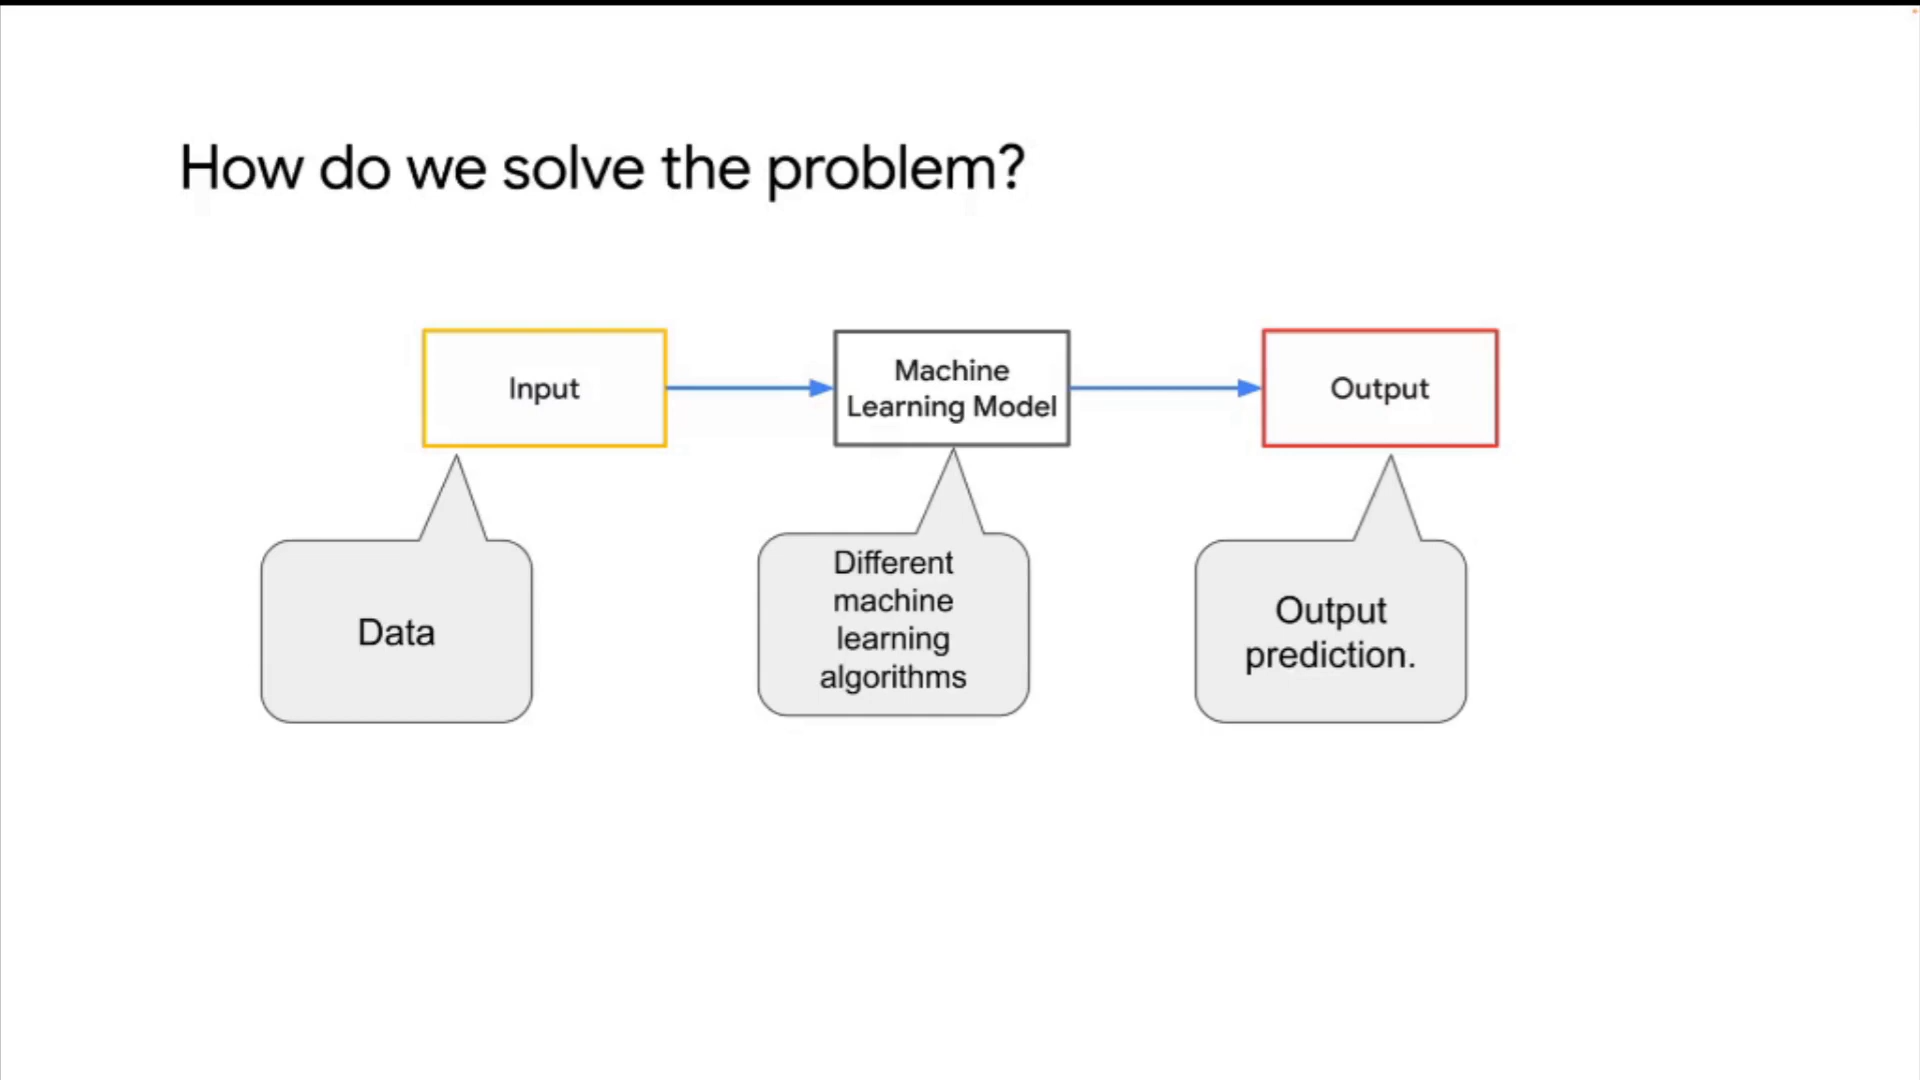 How do we solve the problem?
Input
Machine
Learning Model
Output
Data
Different
machine
learning
algorithms
Output
prediction.